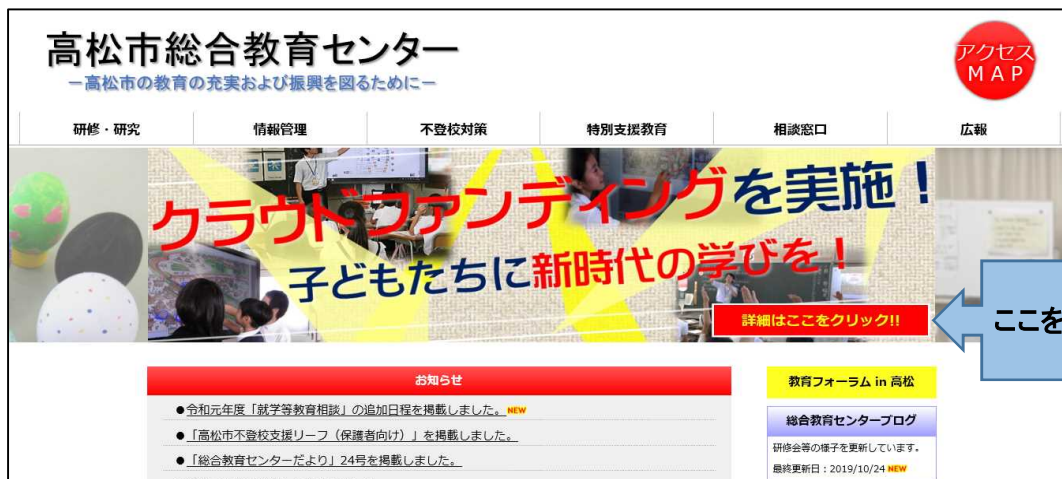 高松市総合教育センター
ー高松市の教育の充実および振興を図るためにー
アクセス
MAP
研修・研究 情報管理 不登校対策 特別支援教育 相談窓口 広報
クラウドファンディングを実施！
子どもたちに新時代の学びを！
詳細はここをクリック!!
ここを
お知らせ
●令和元年度「就学等教育相談」の追加日程を掲載しました。NEW
●「高松市不登校支援リーフ（保護者向け）」を掲載しました。
●「総合教育センターだより」24号を掲載しました。
教育フォーラム in 高松
総合教育センターブログ
研修会等の様子を更新しています。
最終更新日：2019/10/24 NEW